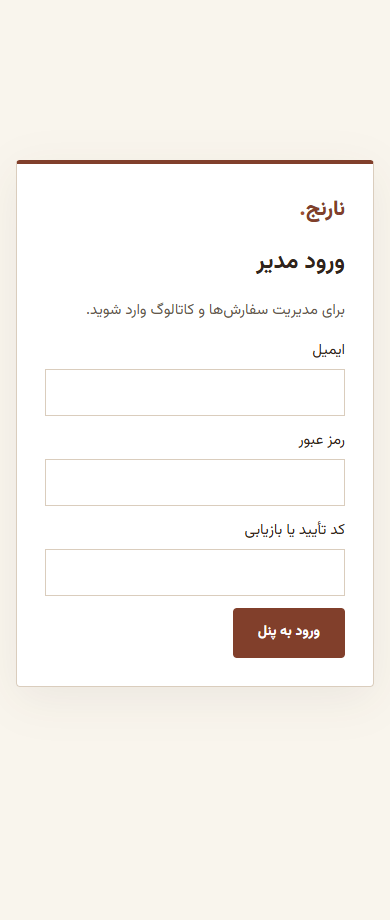 نارنج.
ورود مدیر
برای مدیریت سفارش‌ها و کاتالوگ وارد شوید.
ایمیل
رمز عبور
کد تأیید یا بازیابی
ورود به پنل